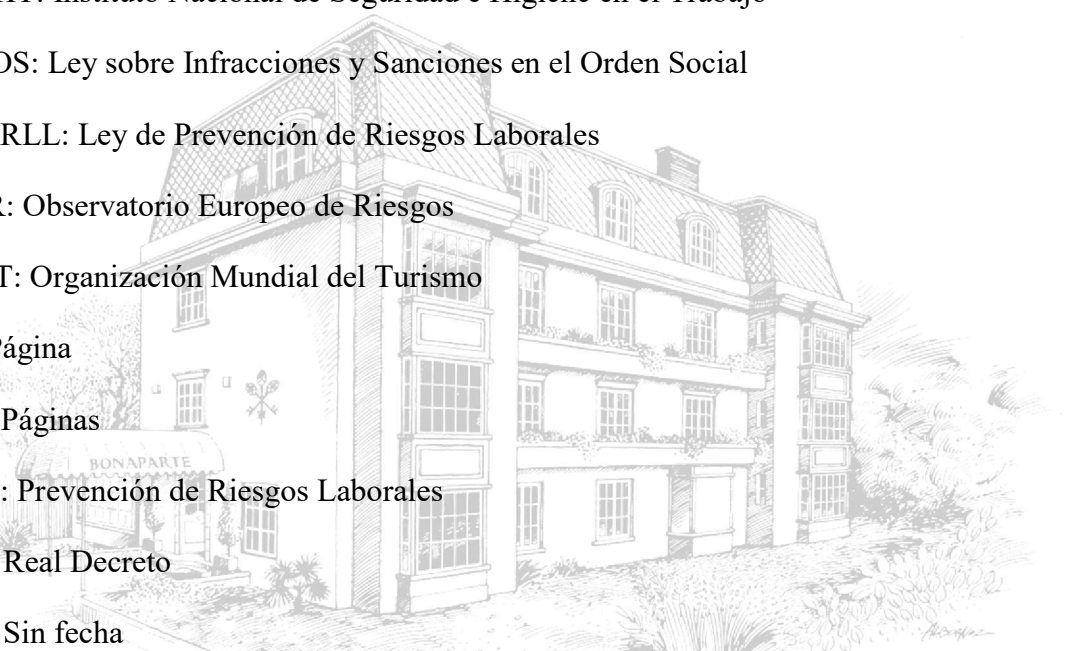 Instituto Nacional de Seguridad e Higiene en el Trabajo
OS: Ley sobre Infracciones y Sanciones en el Orden Social
RLL: Ley de Prevención de Riesgos Laborales
R: Observatorio Europeo de Riesgos
T: Organización Mundial del Turismo
Página
Páginas
BONAPARTE
: Prevención de Riesgos Laborales
Real Decreto
Sin fecha